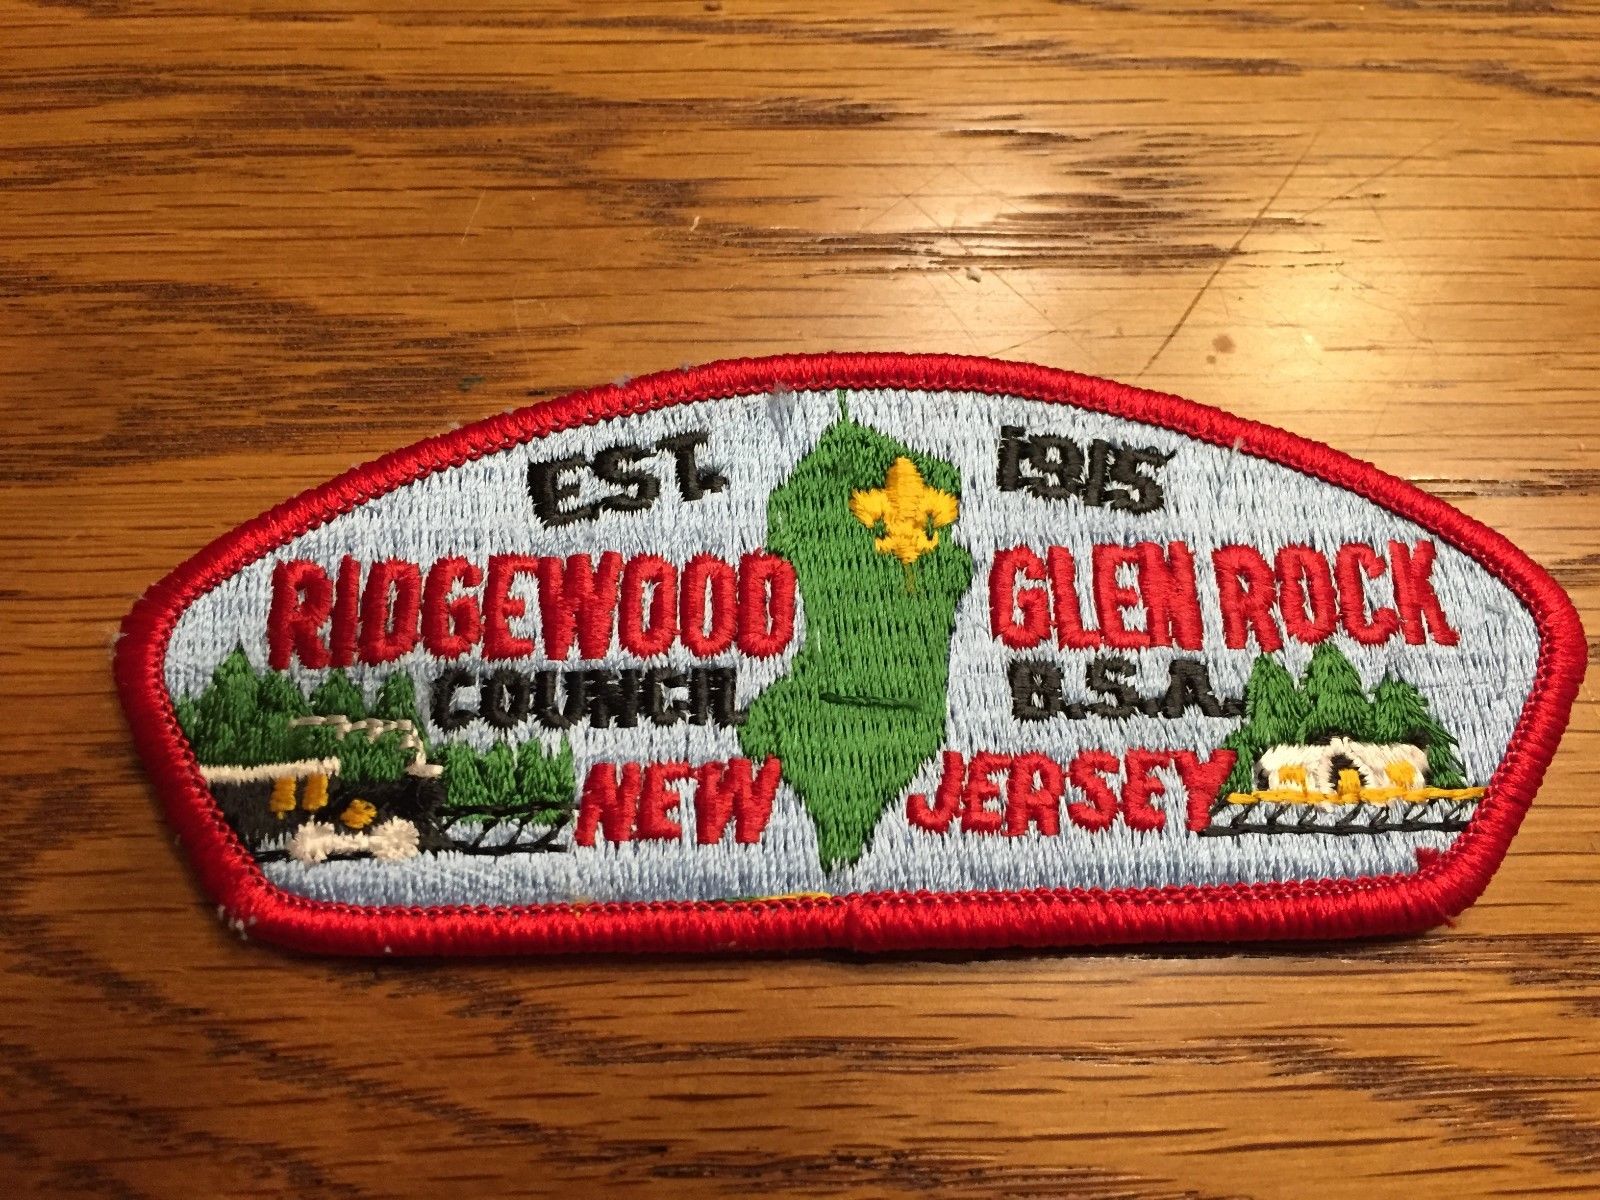 EST. 1915
RIDGEWOOD GLEN ROCK
COUNCIL B.S.A.
NEW JERSEY